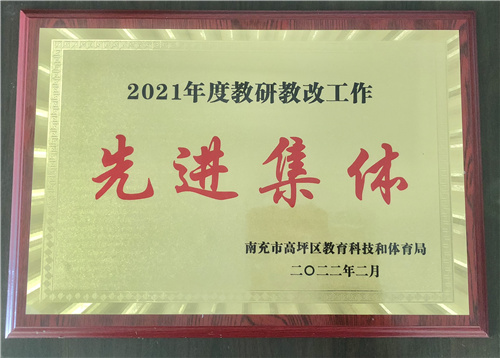 2021年度教研教改工作
先进集体
南充市高坪区教育科技和体育局
二〇二二年二月